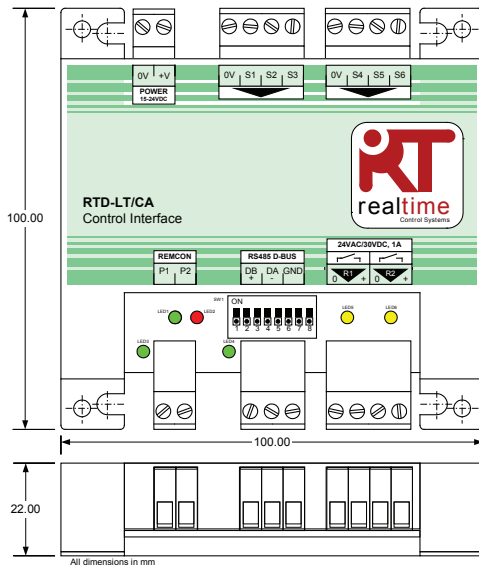 0V +V
POWER
15-24VDC
0V S1 S2 S3
0V S4 S5 S6
RT
realtime
Control Systems
RTD-LT/CA
Control Interface
100.00
24VAC/30VDC, 1A
REMCON
RS485 D-BUS
P1 P2
DB DA GND
+ -
R1 R2
0 + 0 +
SW1
ON
1 2 3 4 5 6 7 8
LED1
LED2
LED5
LED6
LED3
LED4
100.00
22.00
All dimensions in mm